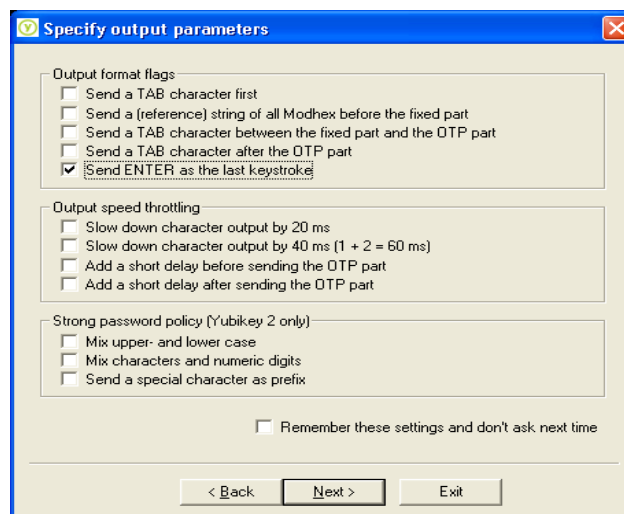 Specify output parameters
Output format flags
Send a TAB character first
Send a (reference) string of all Modhex before the fixed part
Send a TAB character between the fixed part and the OTP part
Send a TAB character after the OTP part
Send ENTER as the last keystroke
Output speed throttling
Slow down character output by 20 ms
Slow down character output by 40 ms (1 + 2 = 60 ms)
Add a short delay before sending the OTP part
Add a short delay after sending the OTP part
Strong password policy (Yubikey 2 only)
Mix upper- and lower case
Mix characters and numeric digits
Send a special character as prefix
Remember these settings and don't ask next time
< Back Next > Exit